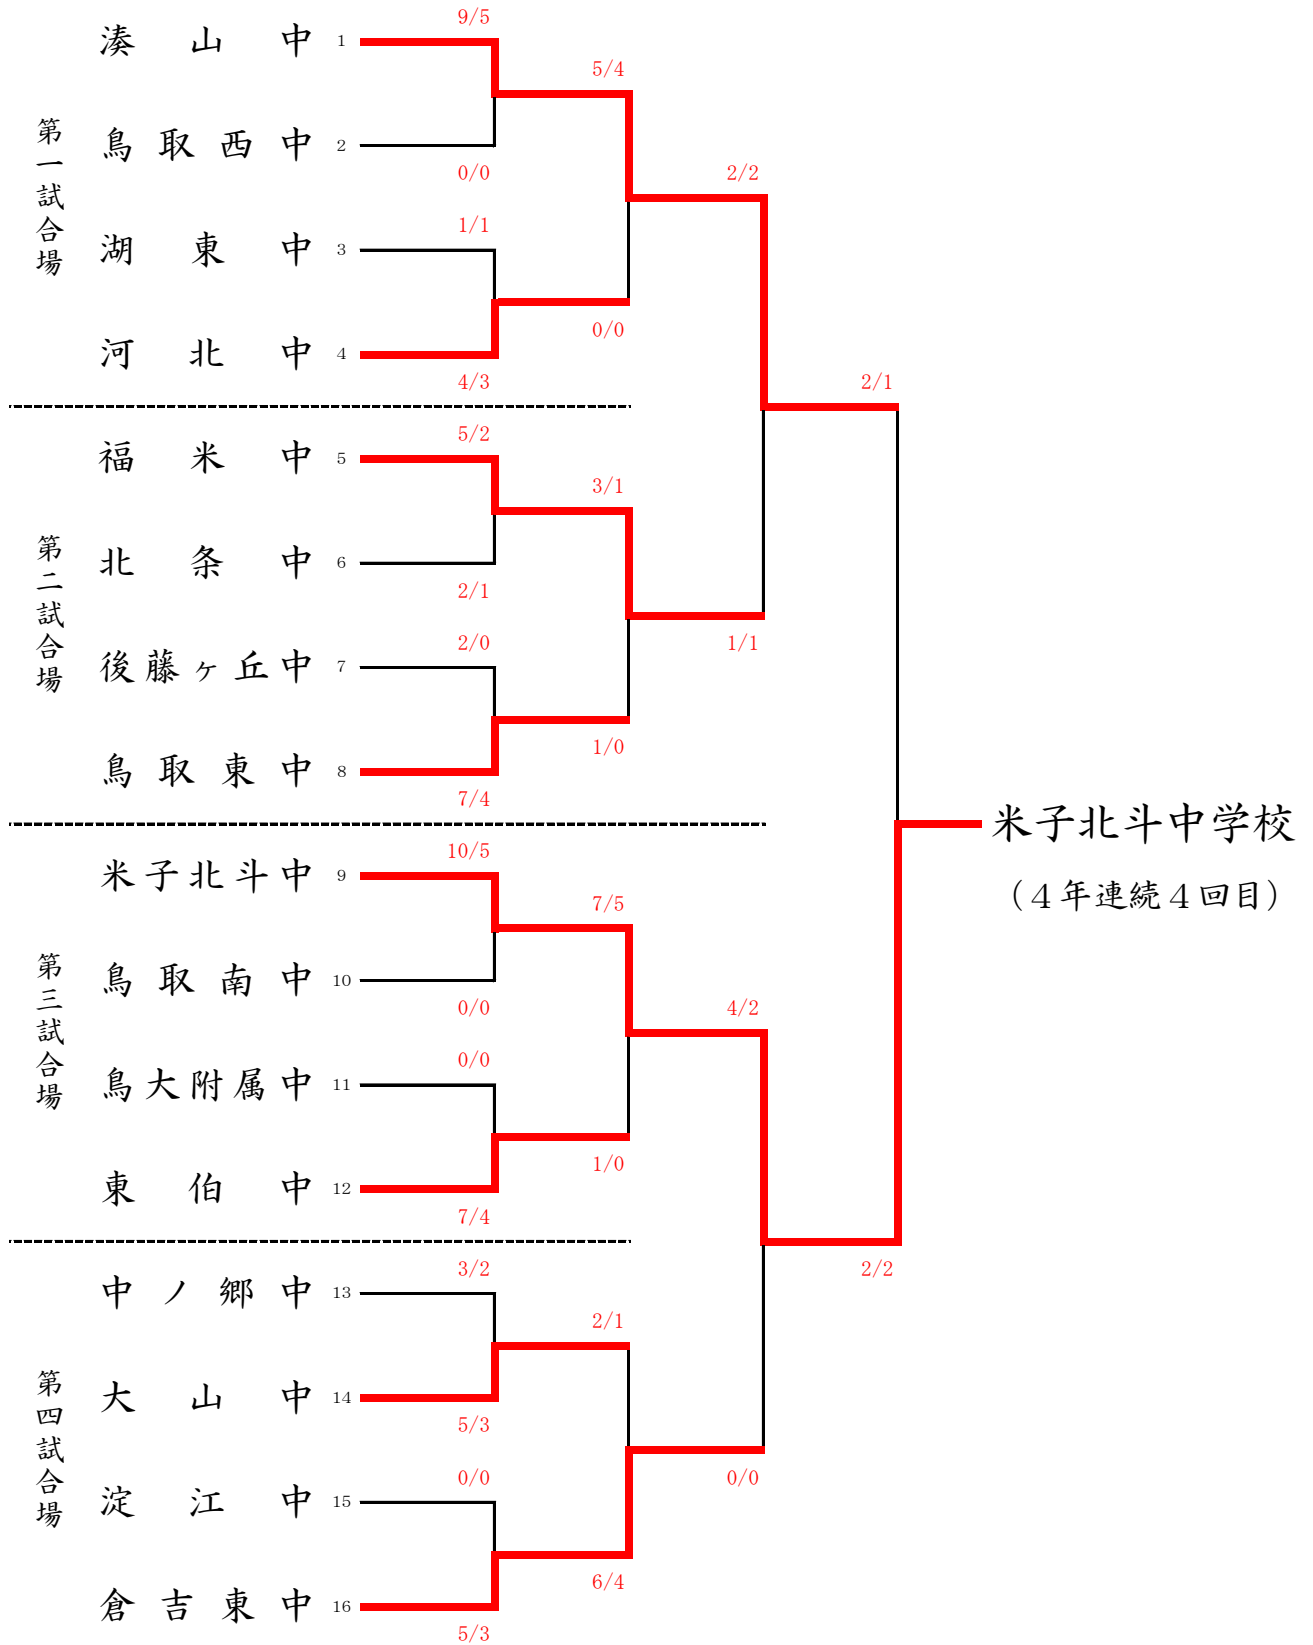 第一試合場
湊山中 1 9/5
5/4
鳥取西中 2 0/0
2/2
湖東中 3 1/1
0/0
河北中 4 4/3
2/1
第二試合場
福米中 5 5/2
3/1
北条中 6 2/1
後藤ヶ丘中 7 2/0
1/1
1/0
鳥取東中 8 7/4
米子北斗中学校
(4年連続4回目)
第三試合場
米子北斗中 9 10/5
7/5
鳥取南中 10 0/0
4/2
鳥大附属中 11 0/0
1/0
東伯中 12 7/4
2/2
第四試合場
中ノ郷中 13 3/2
2/1
大山中 14 5/3
淀江中 15 0/0
0/0
6/4
倉吉東中 16 5/3